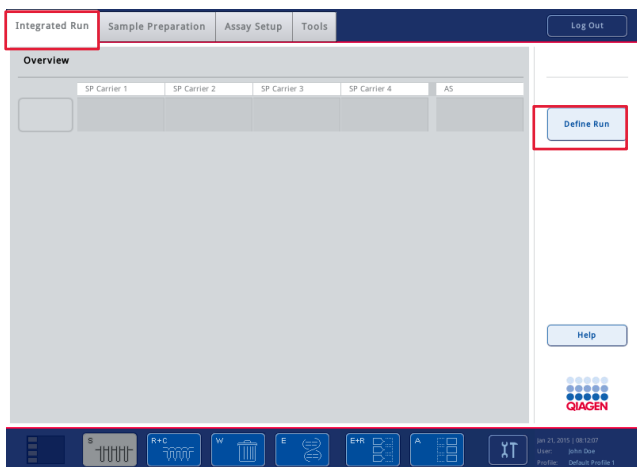 Integrated Run Sample Preparation Assay Setup Tools Log Out
Overview
SP Carrier 1 SP Carrier 2 SP Carrier 3 SP Carrier 4 AS
Define Run
Help
QIAGEN
S R+C W E E+R A
Jan 21, 2015 | 08:12:07
User: John Doe
Profile: Default Profile 1